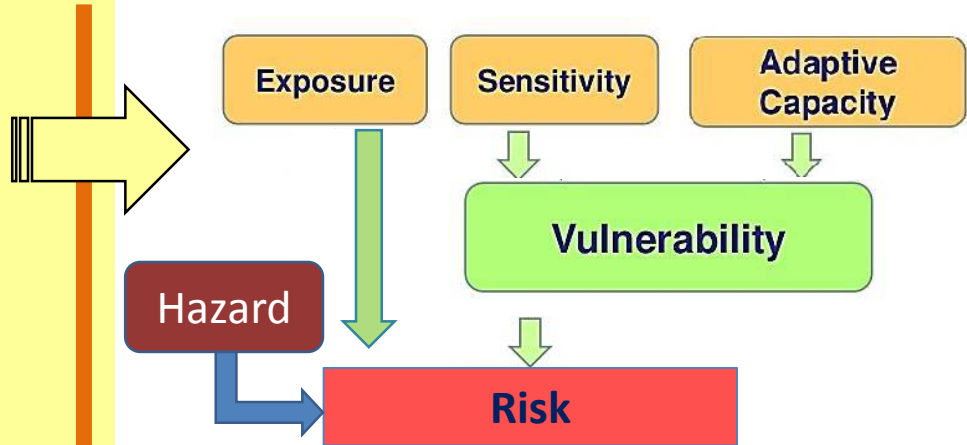 Exposure
Sensitivity
Adaptive
Capacity
Vulnerability
Hazard
Risk